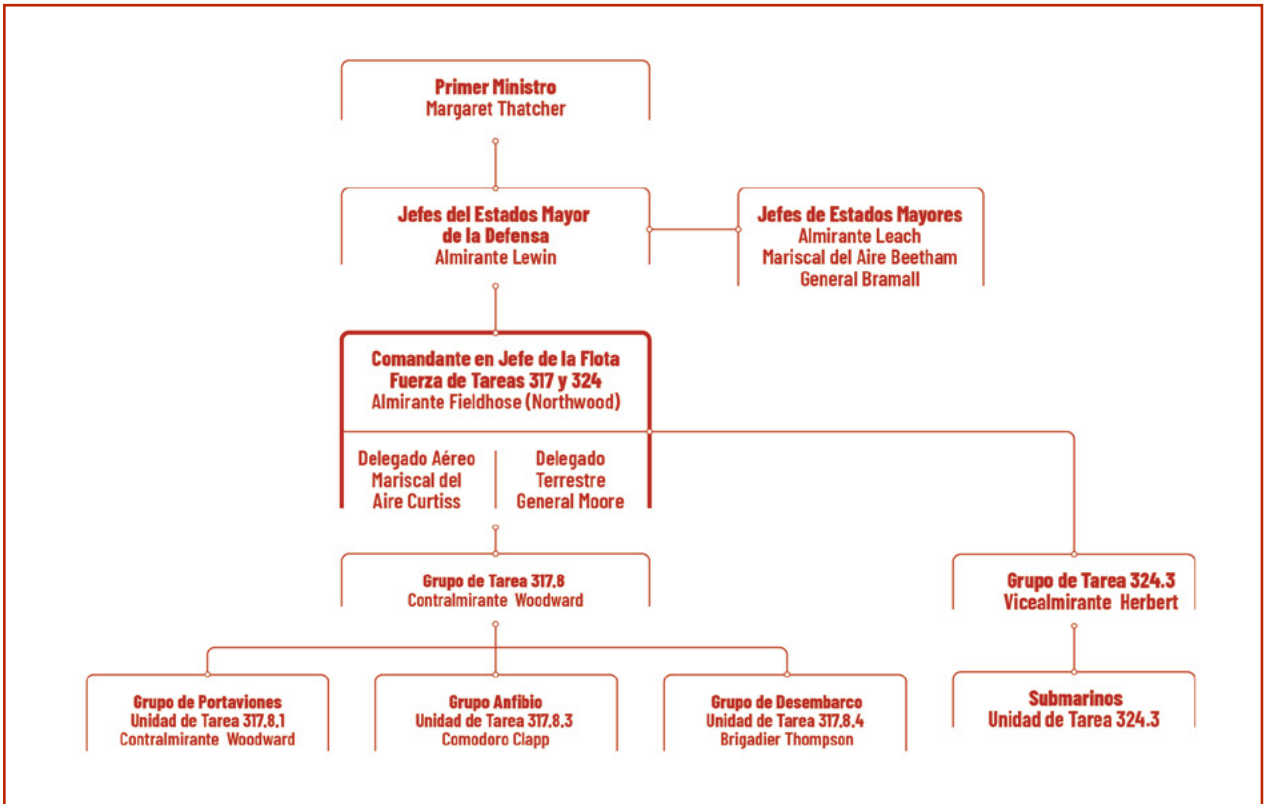 Primer Ministro
Margaret Thatcher
Jefes del Estados Mayor
de la Defensa
Almirante Lewin
Jefes de Estados Mayores
Almirante Leach
Mariscal del Aire Beetham
General Bramall
Comandante en Jefe de la Flota
Fuerza de Tareas 317 y 324
Almirante Fieldhose (Northwood)
Delegado Aéreo
Mariscal del
Aire Curtiss
Delegado
Terrestre
General Moore
Grupo de Tarea 317.8
Contralmirante Woodward
Grupo de Tarea 324.3
Vicealmirante Herbert
Grupo de Portaviones
Unidad de Tarea 317.8.1
Contralmirante Woodward
Grupo Anfibio
Unidad de Tarea 317.8.3
Comodoro Clapp
Grupo de Desembarco
Unidad de Tarea 317.8.4
Brigadier Thompson
Submarinos
Unidad de Tarea 324.3